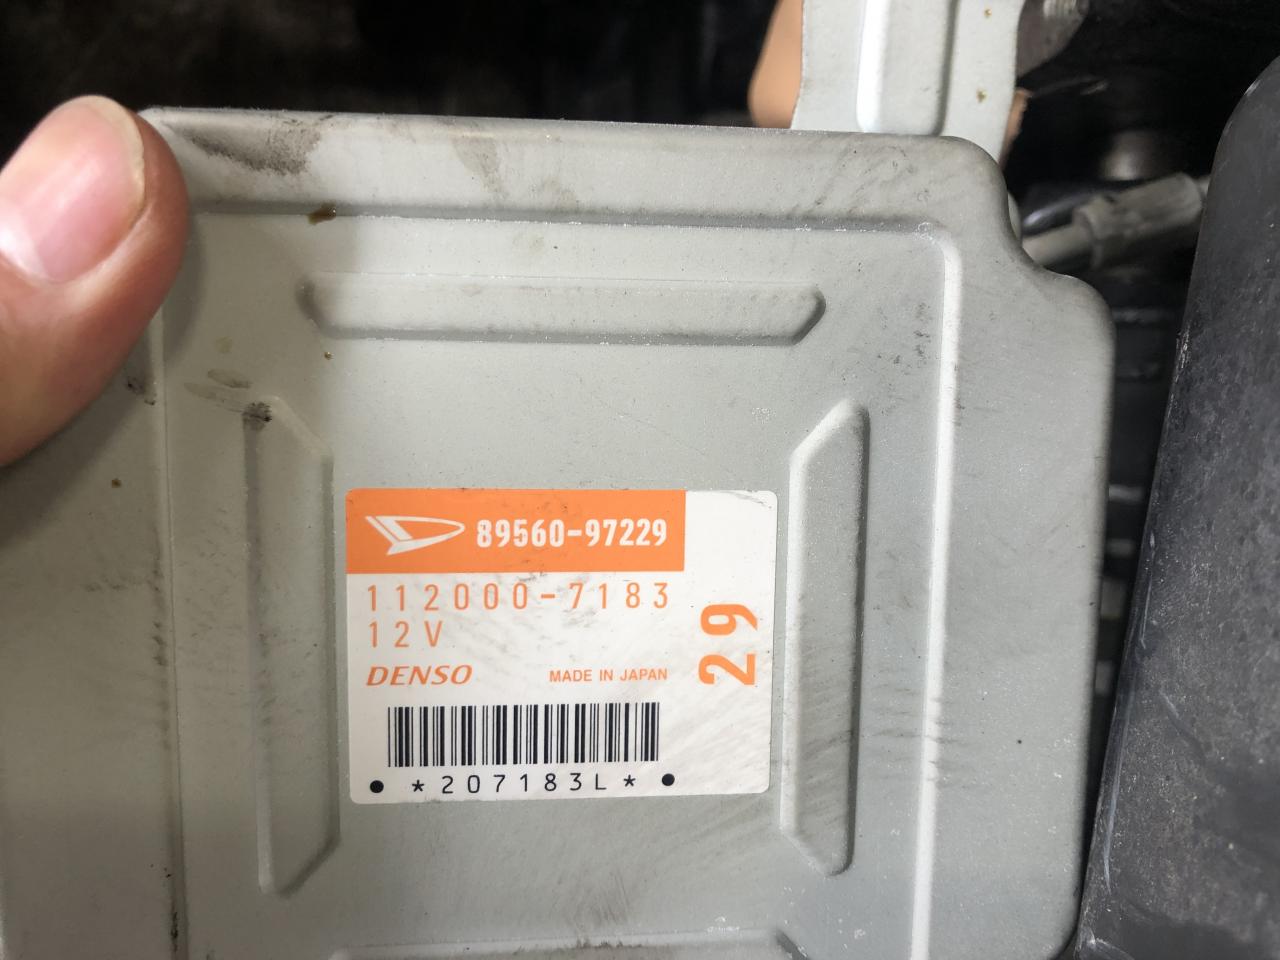 89560-97229
112000-7183
12V
DENSO MADE IN JAPAN
29
*207183L*